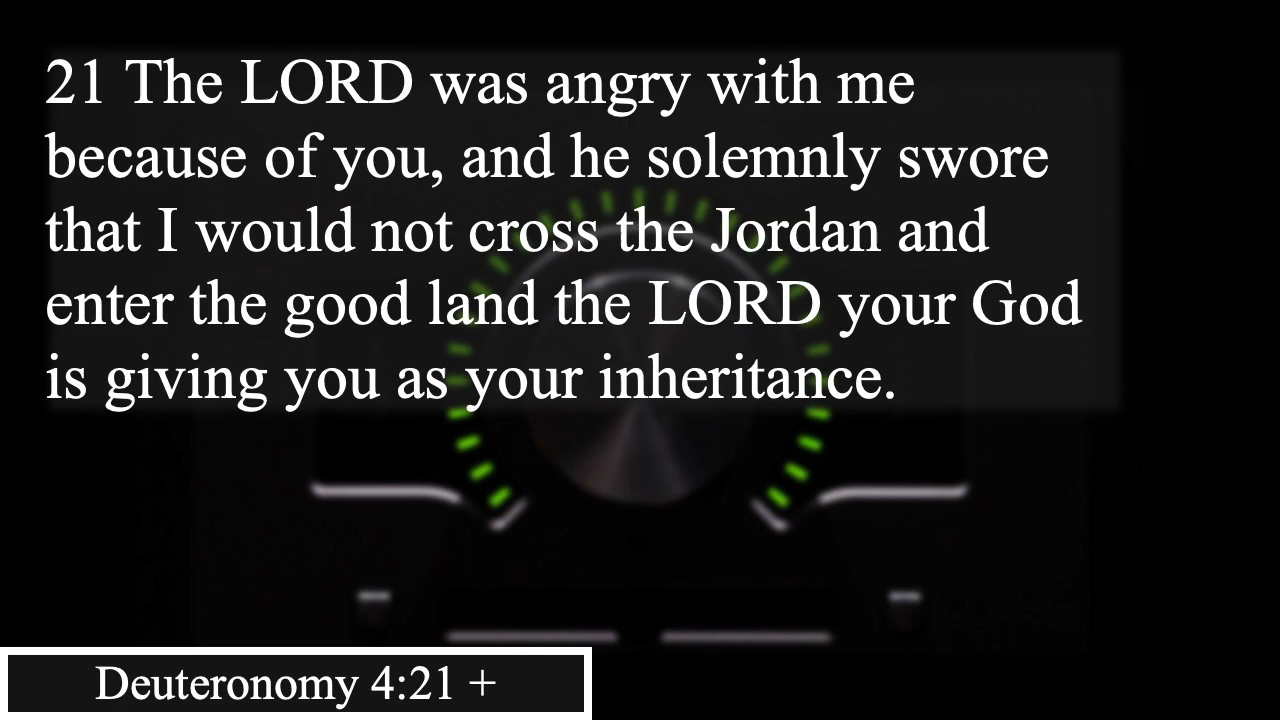 21 The LORD was angry with me
because of you, and he solemnly swore
that I would not cross the Jordan and
enter the good land the LORD your God
is giving you as your inheritance.
Deuteronomy 4:21 +